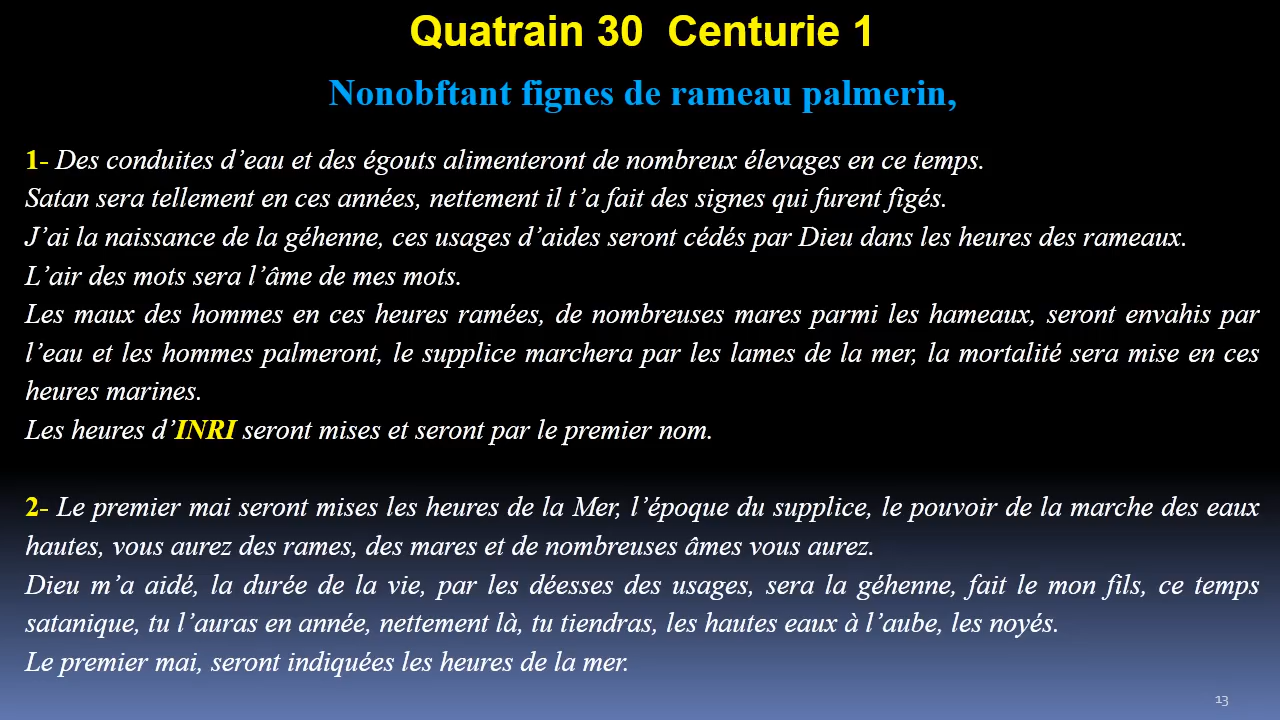 Quatrain 30 Centurie 1
Nonobftant fignes de rameau palmerin,
1- Des conduites d’eau et des égouts alimenteront de nombreux élevages en ce temps.
Satan sera tellement en ces années, nettement il t’a fait des signes qui furent figés.
J’ai la naissance de la géhenne, ces usages d’aides seront cédés par Dieu dans les heures des rameaux.
L’air des mots sera l’âme de mes mots.
Les maux des hommes en ces heures ramées, de nombreuses mares parmi les hameaux, seront envahis par
l’eau et les hommes palmeront, le supplice marchera par les lames de la mer, la mortalité sera mise en ces
heures marines.
Les heures d’INRI seront mises et seront par le premier nom.
2- Le premier mai seront mises les heures de la Mer, l’époque du supplice, le pouvoir de la marche des eaux
hautes, vous aurez des rames, des mares et de nombreuses âmes vous aurez.
Dieu m’a aidé, la durée de la vie, par les déesses des usages, sera la géhenne, fait le mon fils, ce temps
satanique, tu l’auras en année, nettement là, tu tiendras, les hautes eaux à l’aube, les noyés.
Le premier mai, seront indiquées les heures de la mer.
13